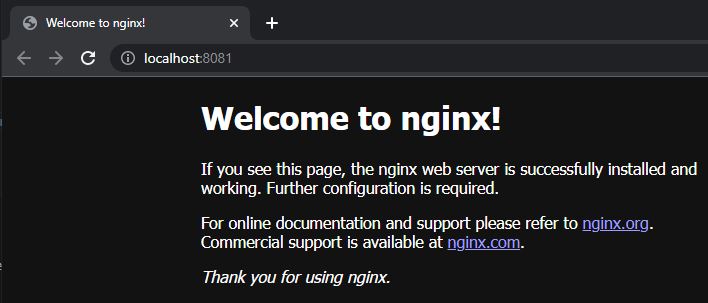 Welcome to nginx!
localhost:8081
Welcome to nginx!
If you see this page, the nginx web server is successfully installed and
working. Further configuration is required.
For online documentation and support please refer to nginx.org.
Commercial support is available at nginx.com.
Thank you for using nginx.